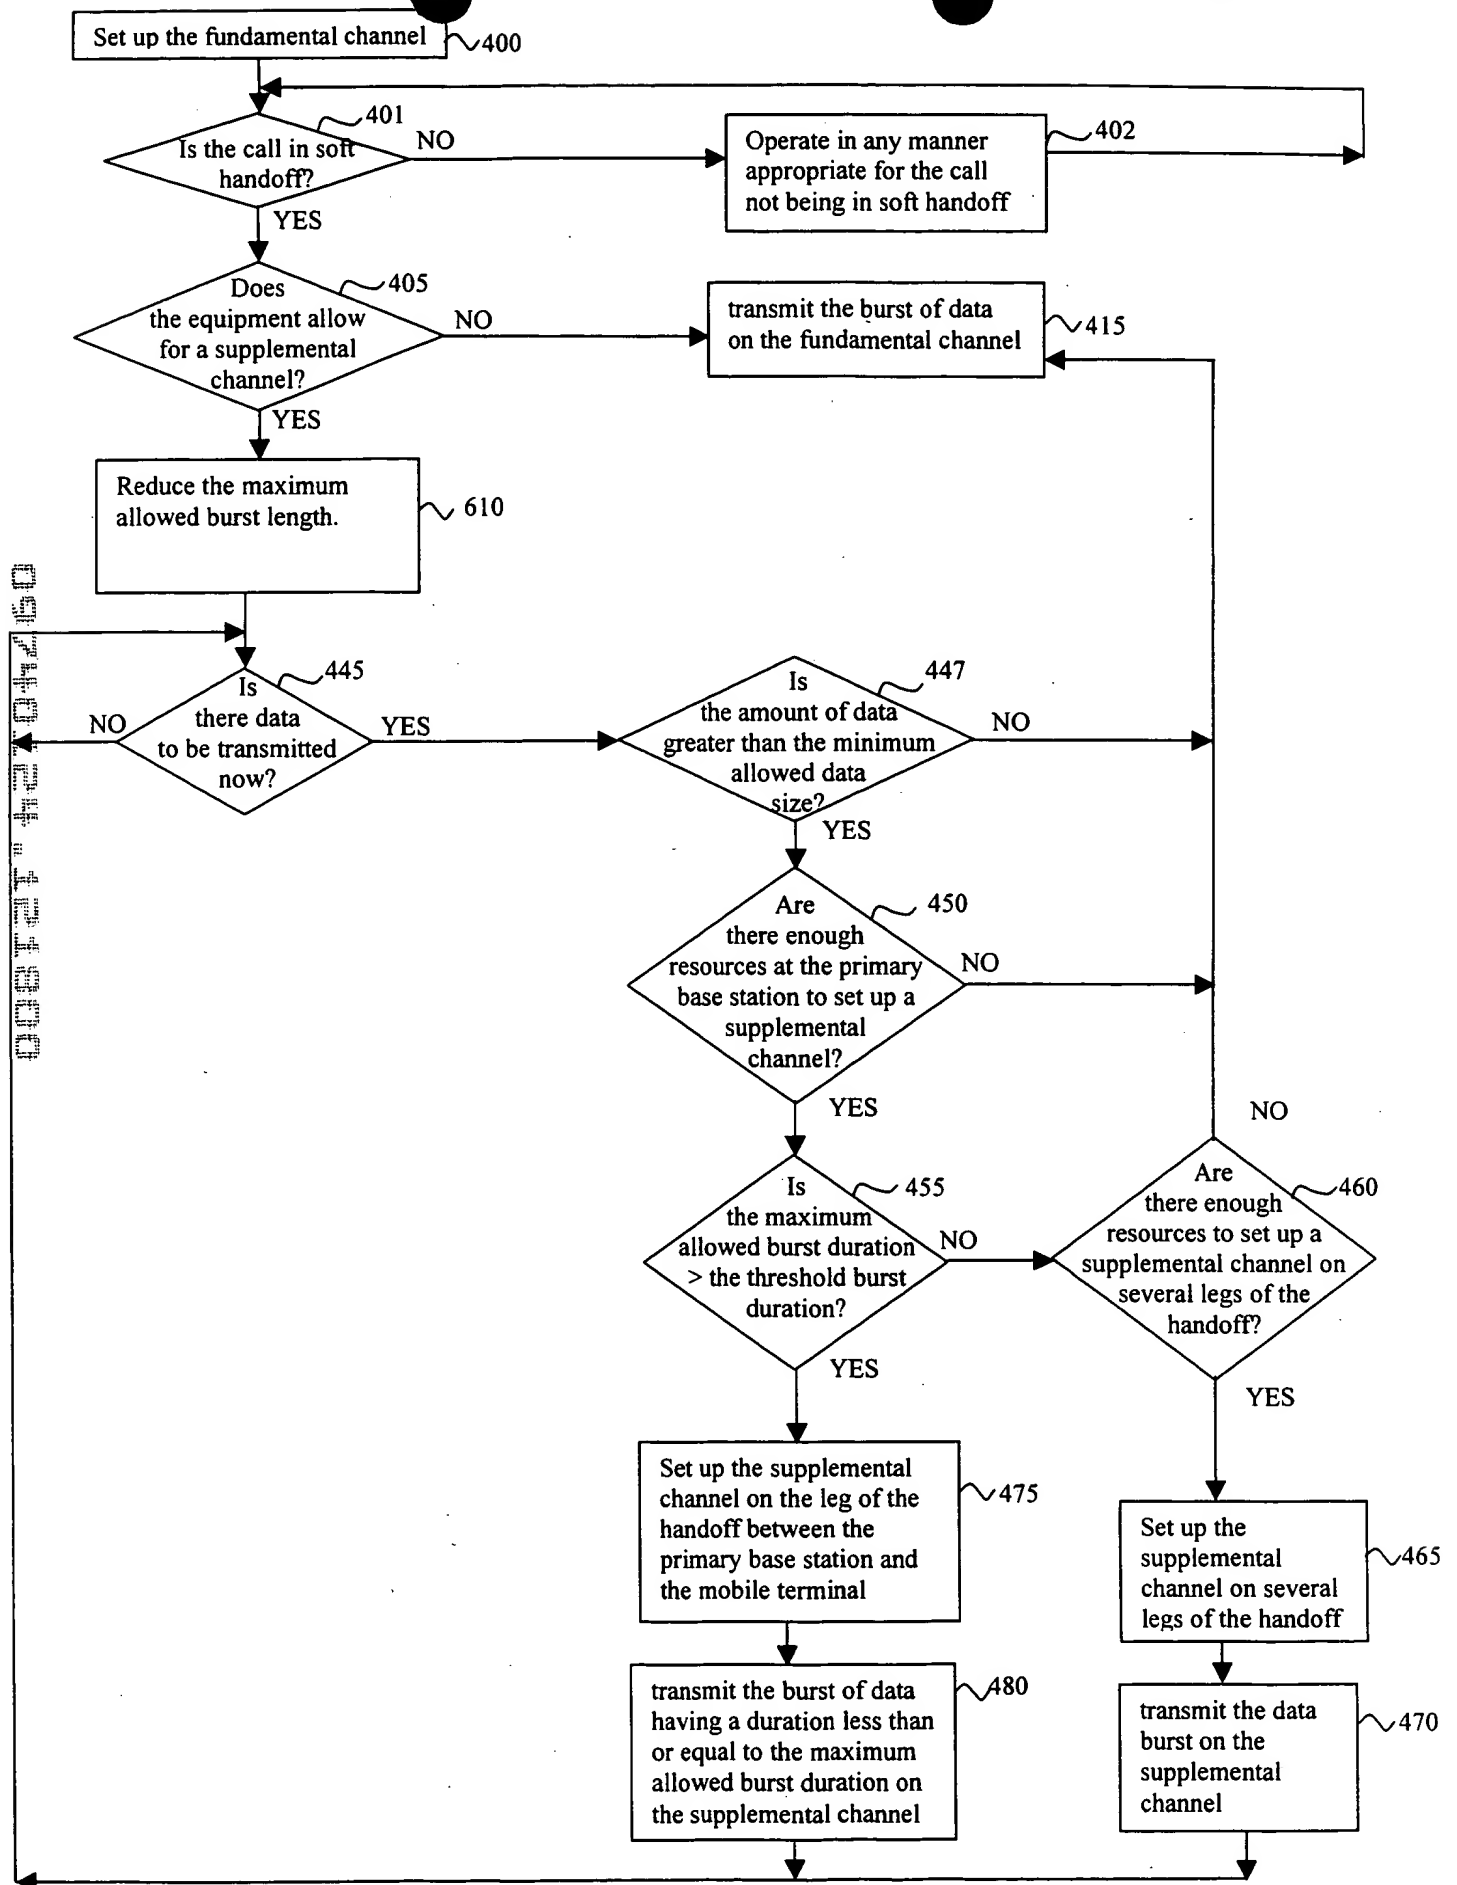 Set up the fundamental channel
400
401
Is the call in soft
handoff?
NO
Operate in any manner
appropriate for the call
not being in soft handoff
402
YES
Does
the equipment allow
for a supplemental
channel?
405
NO
transmit the burst of data
on the fundamental channel
415
YES
Reduce the maximum
allowed burst length.
610
Is
there data
to be transmitted
now?
445
NO
YES
Is
the amount of data
greater than the minimum
allowed data
size?
447
NO
YES
Are
there enough
resources at the primary
base station to set up a
supplemental
channel?
450
NO
YES
Is
the maximum
allowed burst duration
> the threshold burst
duration?
455
NO
YES
NO
Are
there enough
resources to set up a
supplemental channel on
several legs of the
handoff?
460
YES
Set up the supplemental
channel on the leg of the
handoff between the
primary base station and
the mobile terminal
475
Set up the
supplemental
channel on several
legs of the handoff
465
transmit the burst of data
having a duration less than
or equal to the maximum
allowed burst duration on
the supplemental channel
480
transmit the data
burst on the
supplemental
channel
470